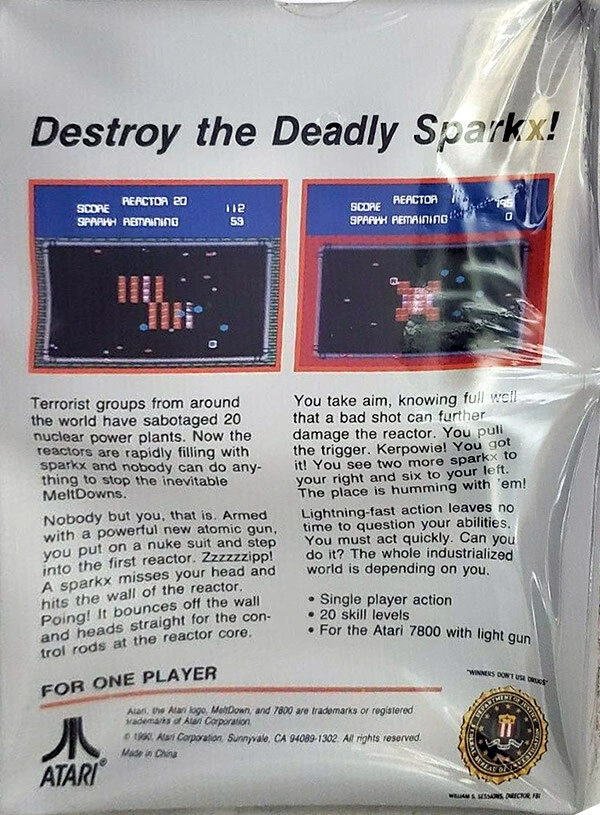 Destroy the Deadly Sparkx!
REACTOR 20
SCORE 112
SPARKX REMAINING 53
REACTOR
SCORE 795
SPARKX REMAINING 0
Terrorist groups from around
the world have sabotaged 20
nuclear power plants. Now the
reactors are rapidly filling with
sparkx and nobody can do any-
thing to stop the inevitable
MeltDowns.
Nobody but you, that is. Armed
with a powerful new atomic gun,
you put on a nuke suit and step
into the first reactor. Zzzzzzipp!
A sparkx misses your head and
hits the wall of the reactor.
Poing! It bounces off the wall
and heads straight for the con-
trol rods at the reactor core.
You take aim, knowing full well
that a bad shot can further
damage the reactor. You pull
the trigger. Kerpowie! You got
it! You see two more sparkx to
your right and six to your left.
The place is humming with 'em!
Lightning-fast action leaves no
time to question your abilities.
You must act quickly. Can you
do it? The whole industrialized
world is depending on you.
• Single player action
• 20 skill levels
• For the Atari 7800 with light gun
FOR ONE PLAYER
Atari, the Atari logo, MeltDown, and 7800 are trademarks or registered
trademarks of Atari Corporation.
© 1990, Atari Corporation, Sunnyvale, CA 94089-1302. All rights reserved.
Made in China
ATARI®
"WINNERS DON'T USE DRUGS"
DEPARTMENT OF JUSTICE
FEDERAL BUREAU OF INVESTIGATION
WILLIAM S. SESSIONS, DIRECTOR, FBI